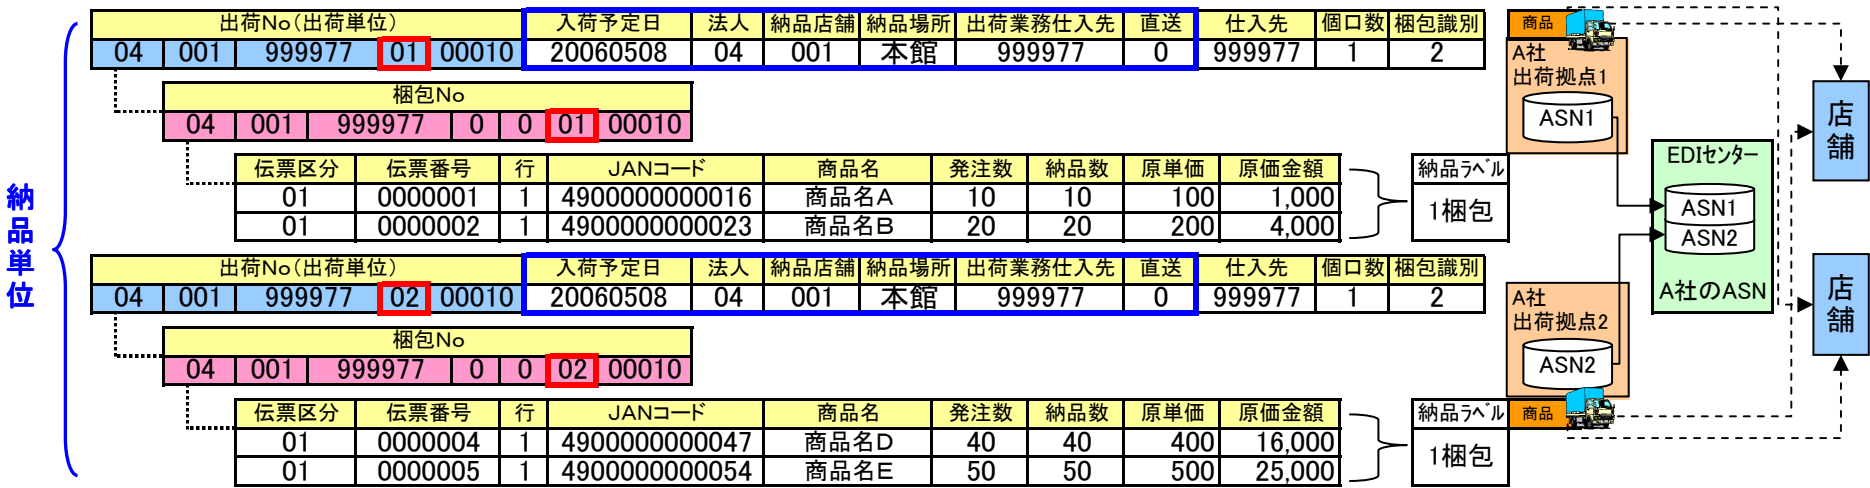 納品単位
出荷No(出荷単位) 入荷予定日 法人 納品店舗 納品場所 出荷業務仕入先 直送 仕入先 個口数 梱包識別
04 001 999977 01 00010 20060508 04 001 本館 999977 0 999977 1 2
梱包No
04 001 999977 0 0 01 00010
伝票区分 伝票番号 行 JANコード 商品名 発注数 納品数 原単価 原価金額
01 0000001 1 4900000000016 商品名A 10 10 100 1,000
01 0000002 1 4900000000023 商品名B 20 20 200 4,000
納品ラベル
1梱包
出荷No(出荷単位) 入荷予定日 法人 納品店舗 納品場所 出荷業務仕入先 直送 仕入先 個口数 梱包識別
04 001 999977 02 00010 20060508 04 001 本館 999977 0 999977 1 2
梱包No
04 001 999977 0 0 02 00010
伝票区分 伝票番号 行 JANコード 商品名 発注数 納品数 原単価 原価金額
01 0000004 1 4900000000047 商品名D 40 40 400 16,000
01 0000005 1 4900000000054 商品名E 50 50 500 25,000
納品ラベル
1梱包
商品
A社
出荷拠点1
ASN1
EDIセンター
ASN1
ASN2
A社のASN
A社
出荷拠点2
ASN2
商品
店舗
店舗